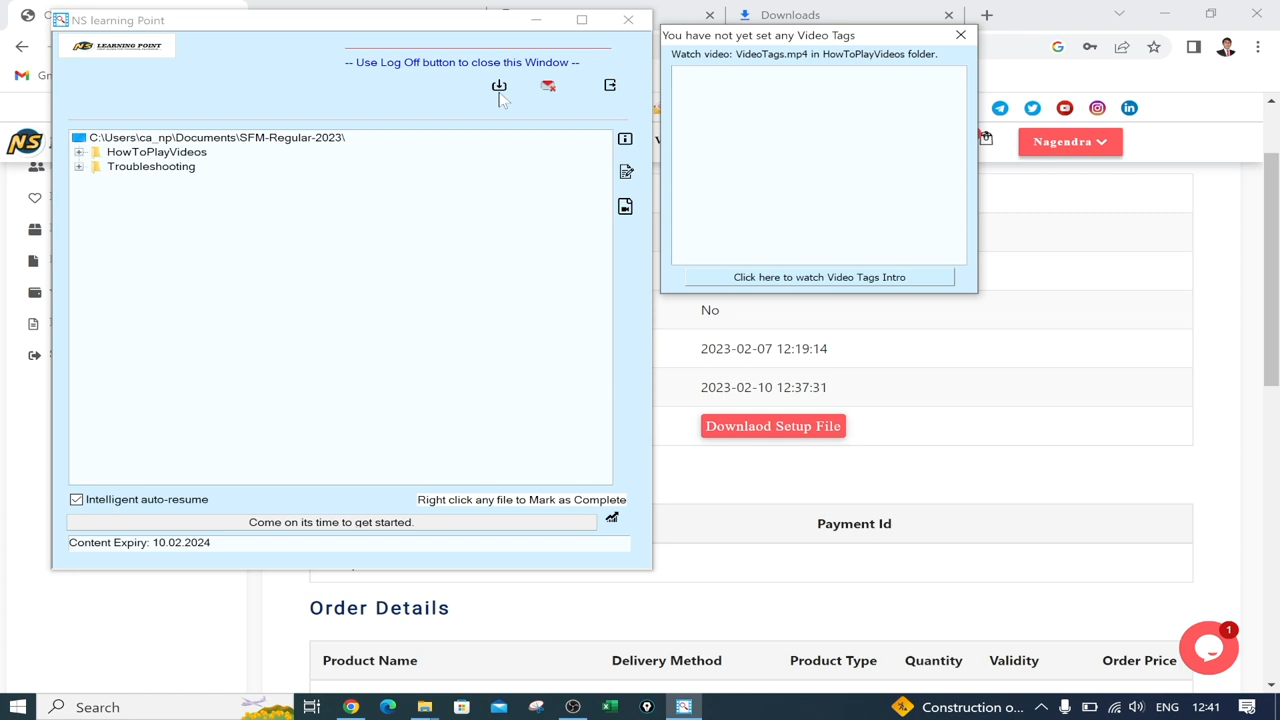 NS learning Point
Downloads
LEARNING POINT
-- Use Log Off button to close this Window --
C:\Users\ca_np\Documents\SFM-Regular-2023\
HowToPlayVideos
Troubleshooting
Intelligent auto-resume
Right click any file to Mark as Complete
Come on its time to get started.
Content Expiry: 10.02.2024
You have not yet set any Video Tags
Watch video: VideoTags.mp4 in HowToPlayVideos folder.
Click here to watch Video Tags Intro
NS
Nagendra
No
2023-02-07 12:19:14
2023-02-10 12:37:31
Downlaod Setup File
Payment Id
Order Details
Product Name
Delivery Method
Product Type
Quantity
Validity
Order Price
1
Search
Construction o...
ENG
12:41